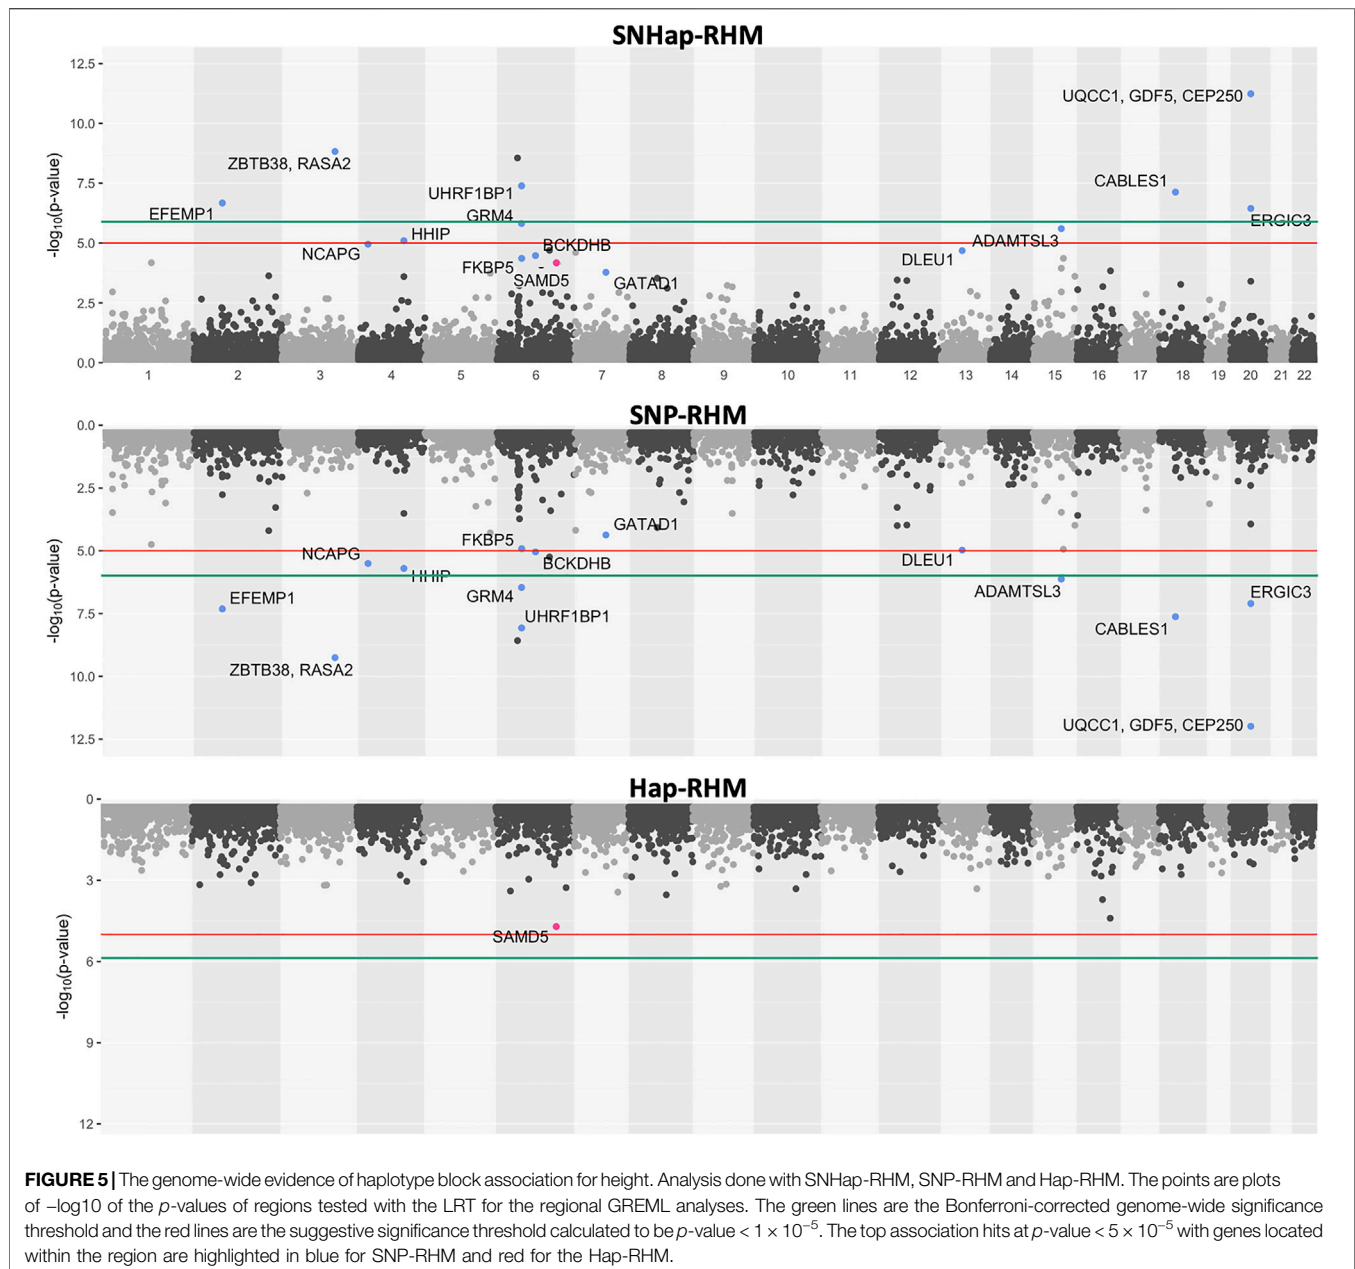 SNHap-RHM
12.5
10.0
7.5
5.0
2.5
0.0
-log10(p-value)
UQCC1, GDF5, CEP250
ZBTB38, RASA2
UHRF1BP1
CABLES1
EFEMP1
GRM4
ERGIC3
HHIP
NCAPG
BCKDHB
ADAMTSL3
DLEU1
FKBP5
SAMD5
GATAD1
1 2 3 4 5 6 7 8 9 10 11 12 13 14 15 16 17 18 19 20 21 22
SNP-RHM
0.0
2.5
5.0
7.5
10.0
12.5
-log10(p-value)
GATAD1
FKBP5
NCAPG
BCKDHB
DLEU1
HHIP
EFEMP1
GRM4
ADAMTSL3
ERGIC3
UHRF1BP1
CABLES1
ZBTB38, RASA2
UQCC1, GDF5, CEP250
Hap-RHM
0
3
6
9
12
-log10(p-value)
SAMD5
FIGURE 5 | The genome-wide evidence of haplotype block association for height. Analysis done with SNHap-RHM, SNP-RHM and Hap-RHM. The points are plots
of −log10 of the p-values of regions tested with the LRT for the regional GREML analyses. The green lines are the Bonferroni-corrected genome-wide significance
threshold and the red lines are the suggestive significance threshold calculated to be p-value < 1 × 10⁻⁵. The top association hits at p-value < 5 × 10⁻⁵ with genes located
within the region are highlighted in blue for SNP-RHM and red for the Hap-RHM.